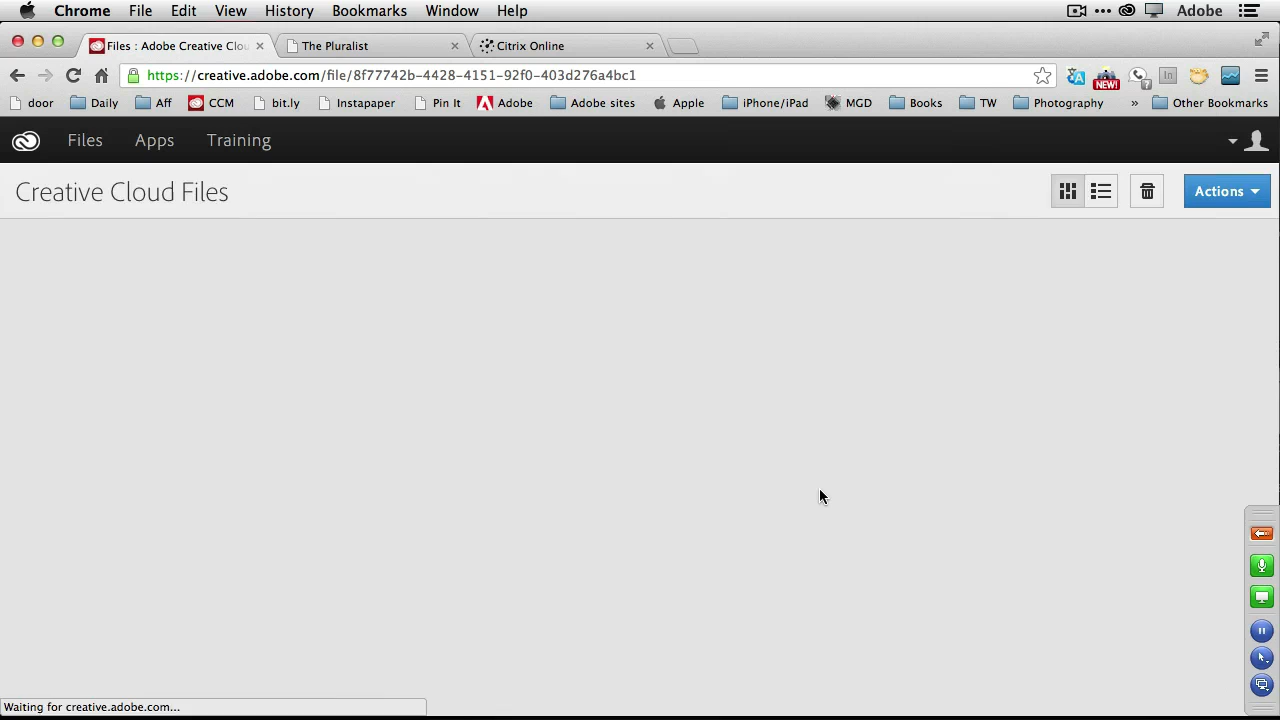 Chrome File Edit View History Bookmarks Window Help Adobe
Files : Adobe Creative Clou The Pluralist Citrix Online
https://creative.adobe.com/file/8f77742b-4428-4151-92f0-403d276a4bc1
NEW!
door Daily Aff CCM bit.ly Instapaper Pin It Adobe Adobe sites Apple iPhone/iPad MGD Books TW Photography » Other Bookmarks
Files Apps Training
Creative Cloud Files Actions
Waiting for creative.adobe.com...